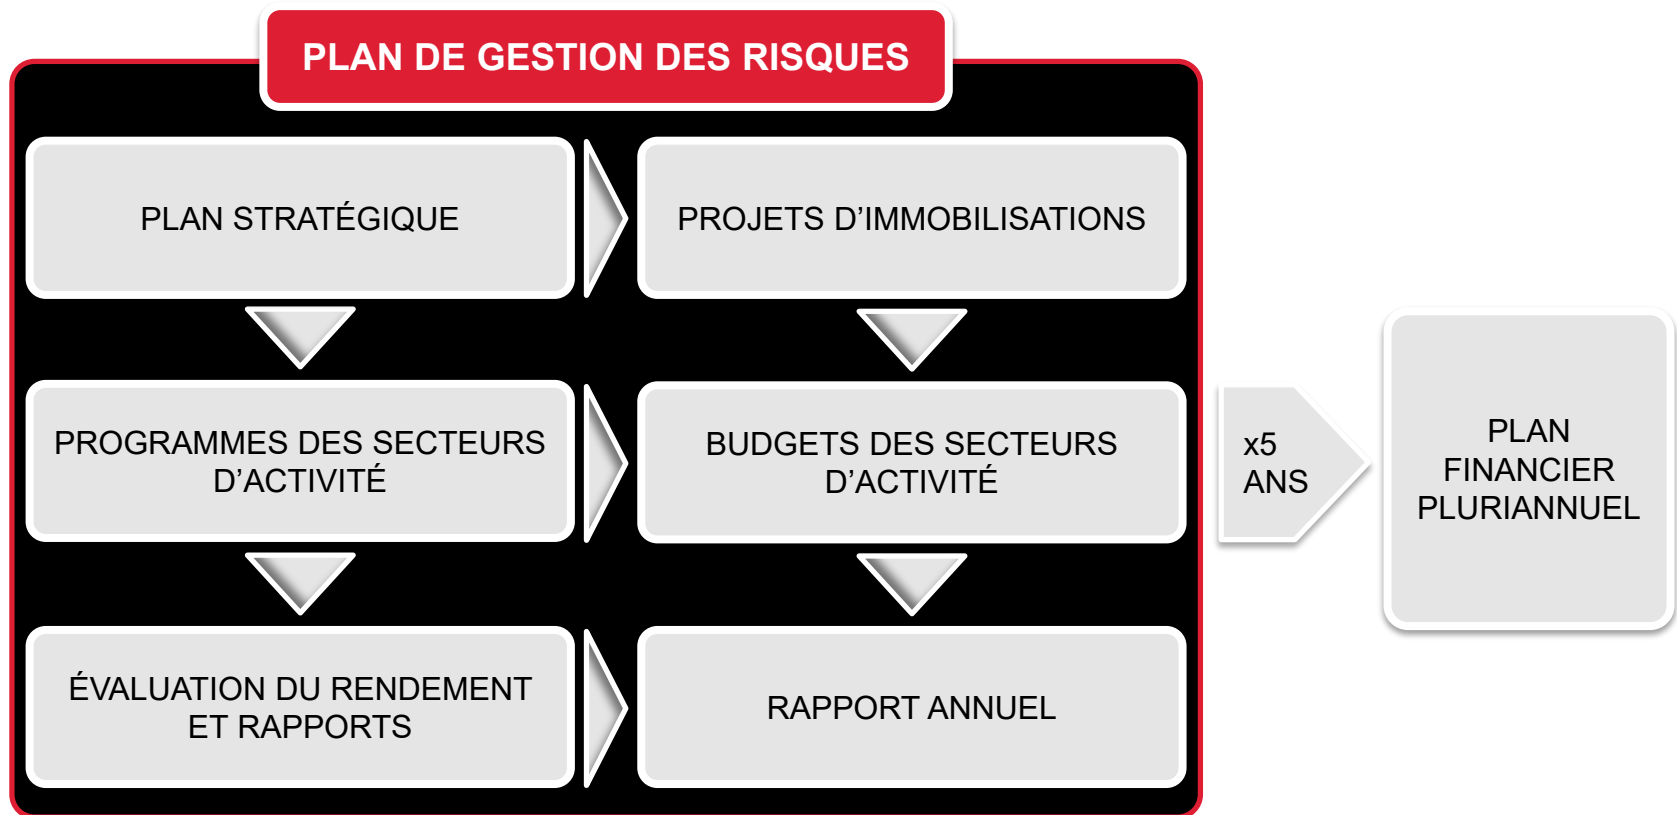 PLAN DE GESTION DES RISQUES
PLAN STRATÉGIQUE
PROJETS D’IMMOBILISATIONS
PROGRAMMES DES SECTEURS
D’ACTIVITÉ
BUDGETS DES SECTEURS
D’ACTIVITÉ
x5
ANS
PLAN
FINANCIER
PLURIANNUEL
ÉVALUATION DU RENDEMENT
ET RAPPORTS
RAPPORT ANNUEL